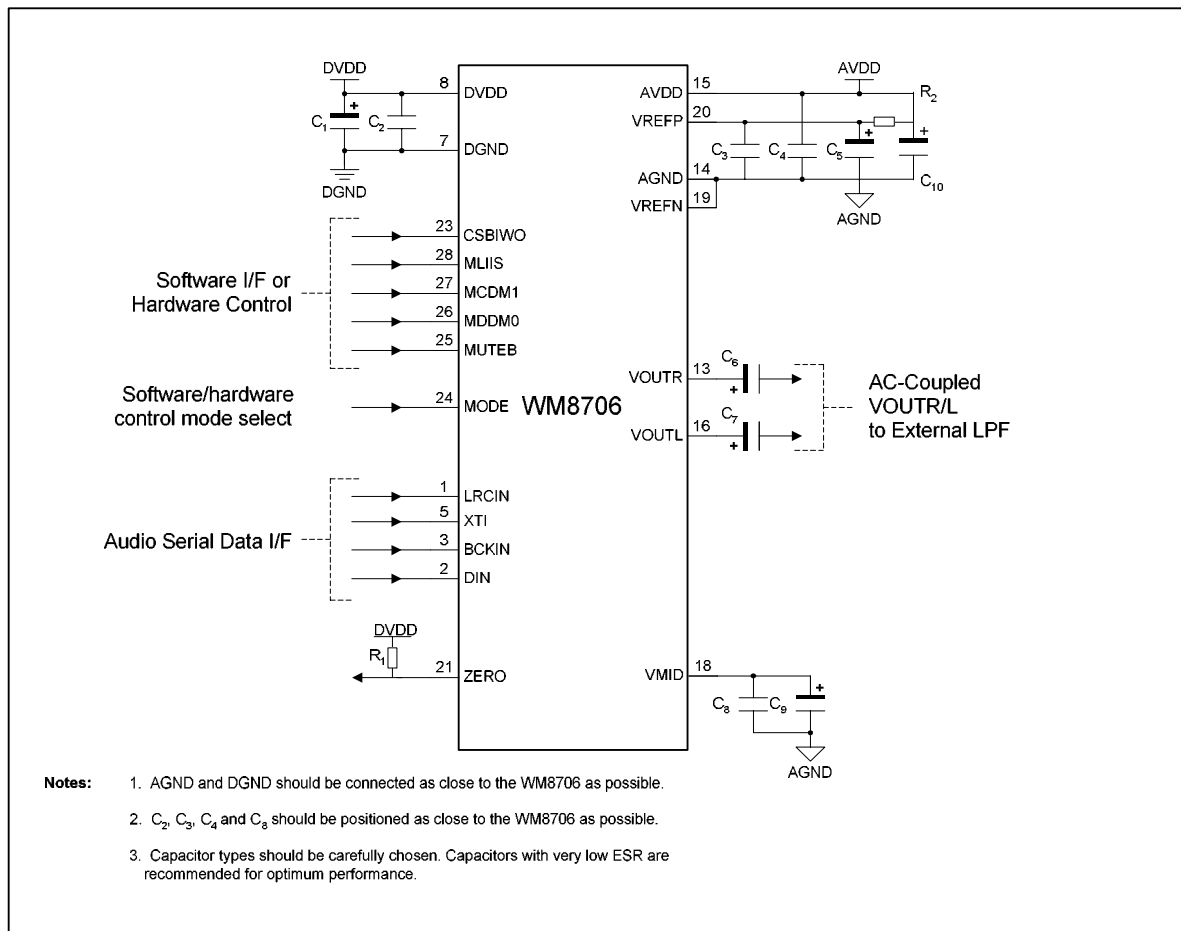 DVDD
8
DVDD
C1
+
C2
7
DGND
DGND
AVDD
15
AVDD
R2
20
VREFP
+
+
C3
C4
C5
14
AGND
C10
19
VREFN
AGND
Software I/F or
Hardware Control
23
CSBIWO
28
MLIIS
27
MCDM1
26
MDDM0
25
MUTEB
Software/hardware
control mode select
24
MODE
WM8706
VOUTR
13
C6
+
VOUTL
16
C7
+
AC-Coupled
VOUTR/L
to External LPF
Audio Serial Data I/F
1
LRCIN
5
XTI
3
BCKIN
2
DIN
DVDD
R1
21
ZERO
VMID
18
C8
C9
+
AGND
Notes:
1. AGND and DGND should be connected as close to the WM8706 as possible.
2. C2, C3, C4 and C8 should be positioned as close to the WM8706 as possible.
3. Capacitor types should be carefully chosen. Capacitors with very low ESR are
recommended for optimum performance.